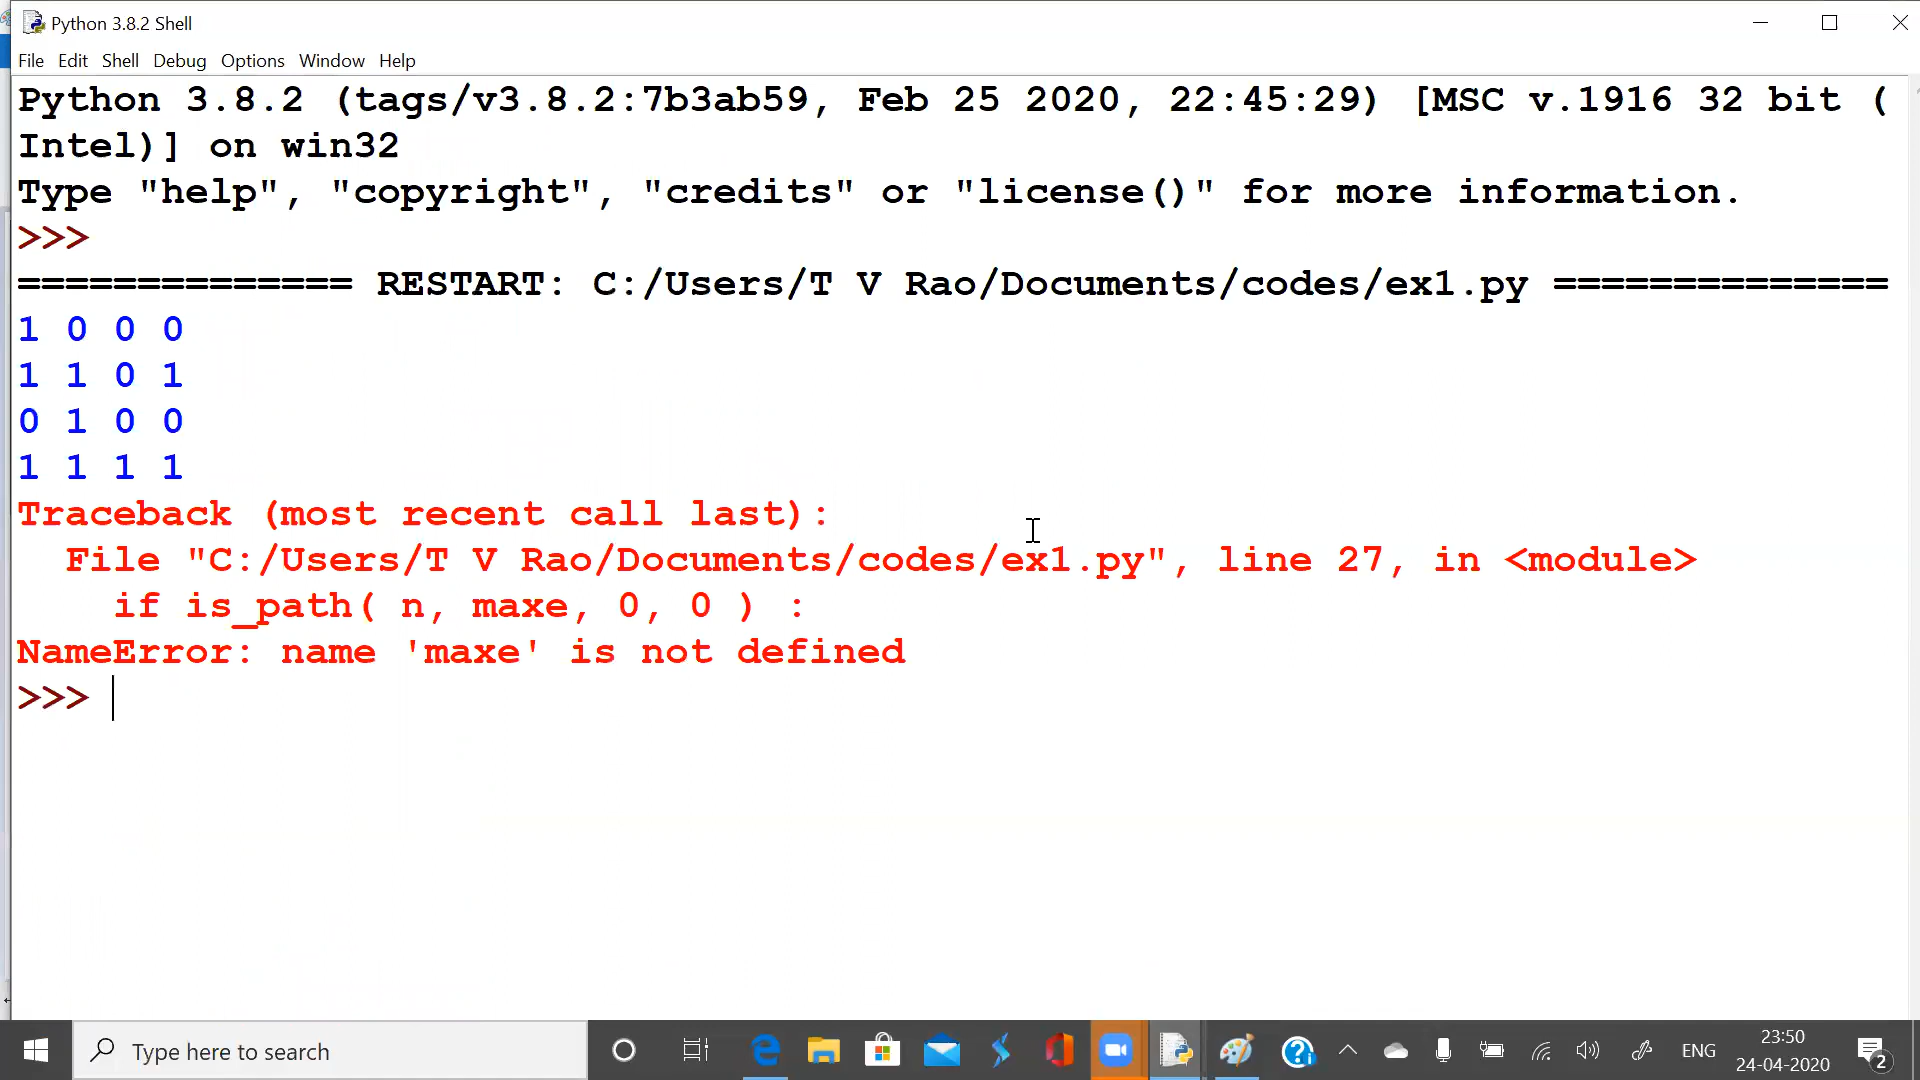 Python 3.8.2 Shell
File Edit Shell Debug Options Window Help
Python 3.8.2 (tags/v3.8.2:7b3ab59, Feb 25 2020, 22:45:29) [MSC v.1916 32 bit (
Intel)] on win32
Type "help", "copyright", "credits" or "license()" for more information.
>>>
============== RESTART: C:/Users/T V Rao/Documents/codes/ex1.py ==============
1 0 0 0
1 1 0 1
0 1 0 0
1 1 1 1
Traceback (most recent call last):
  File "C:/Users/T V Rao/Documents/codes/ex1.py", line 27, in <module>
    if is_path( n, maxe, 0, 0 ) :
NameError: name 'maxe' is not defined
>>>
Type here to search
ENG
23:50
24-04-2020
2